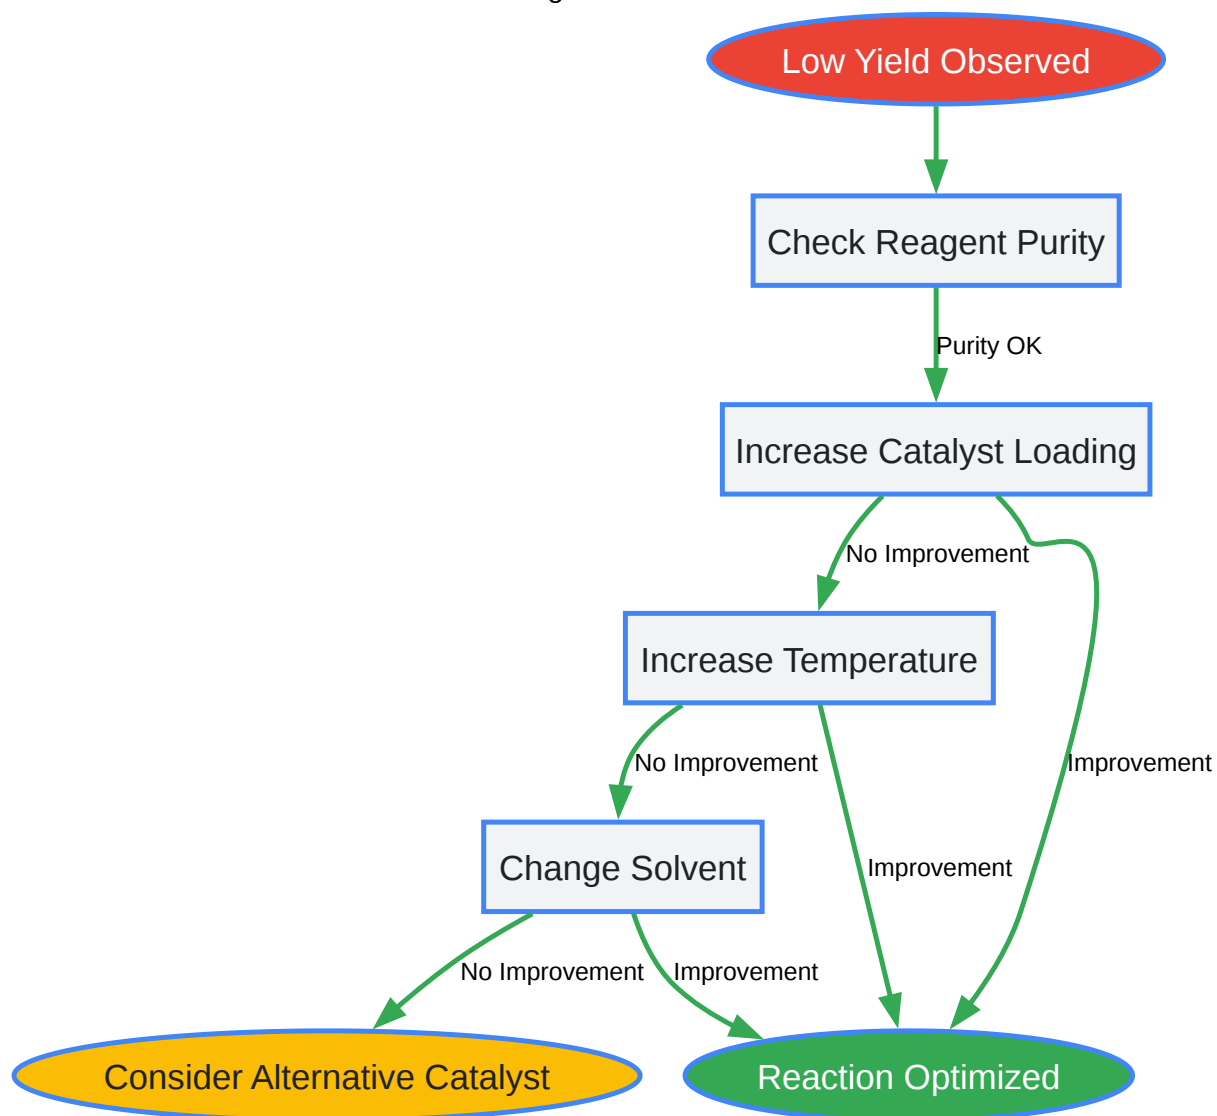 Low Yield Observed
Check Reagent Purity
Purity OK
Increase Catalyst Loading
No Improvement
Increase Temperature
No Improvement
Improvement
Change Solvent
Improvement
No Improvement
Improvement
Consider Alternative Catalyst
Reaction Optimized